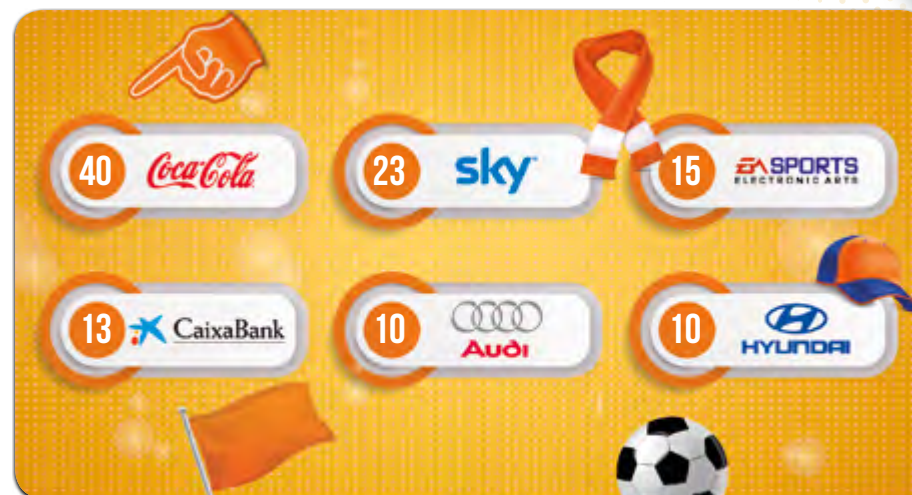 40 Coca-Cola
23 sky
15 EA SPORTS
ELECTRONIC ARTS
13 CaixaBank
10 Audi
10 HYUNDAI